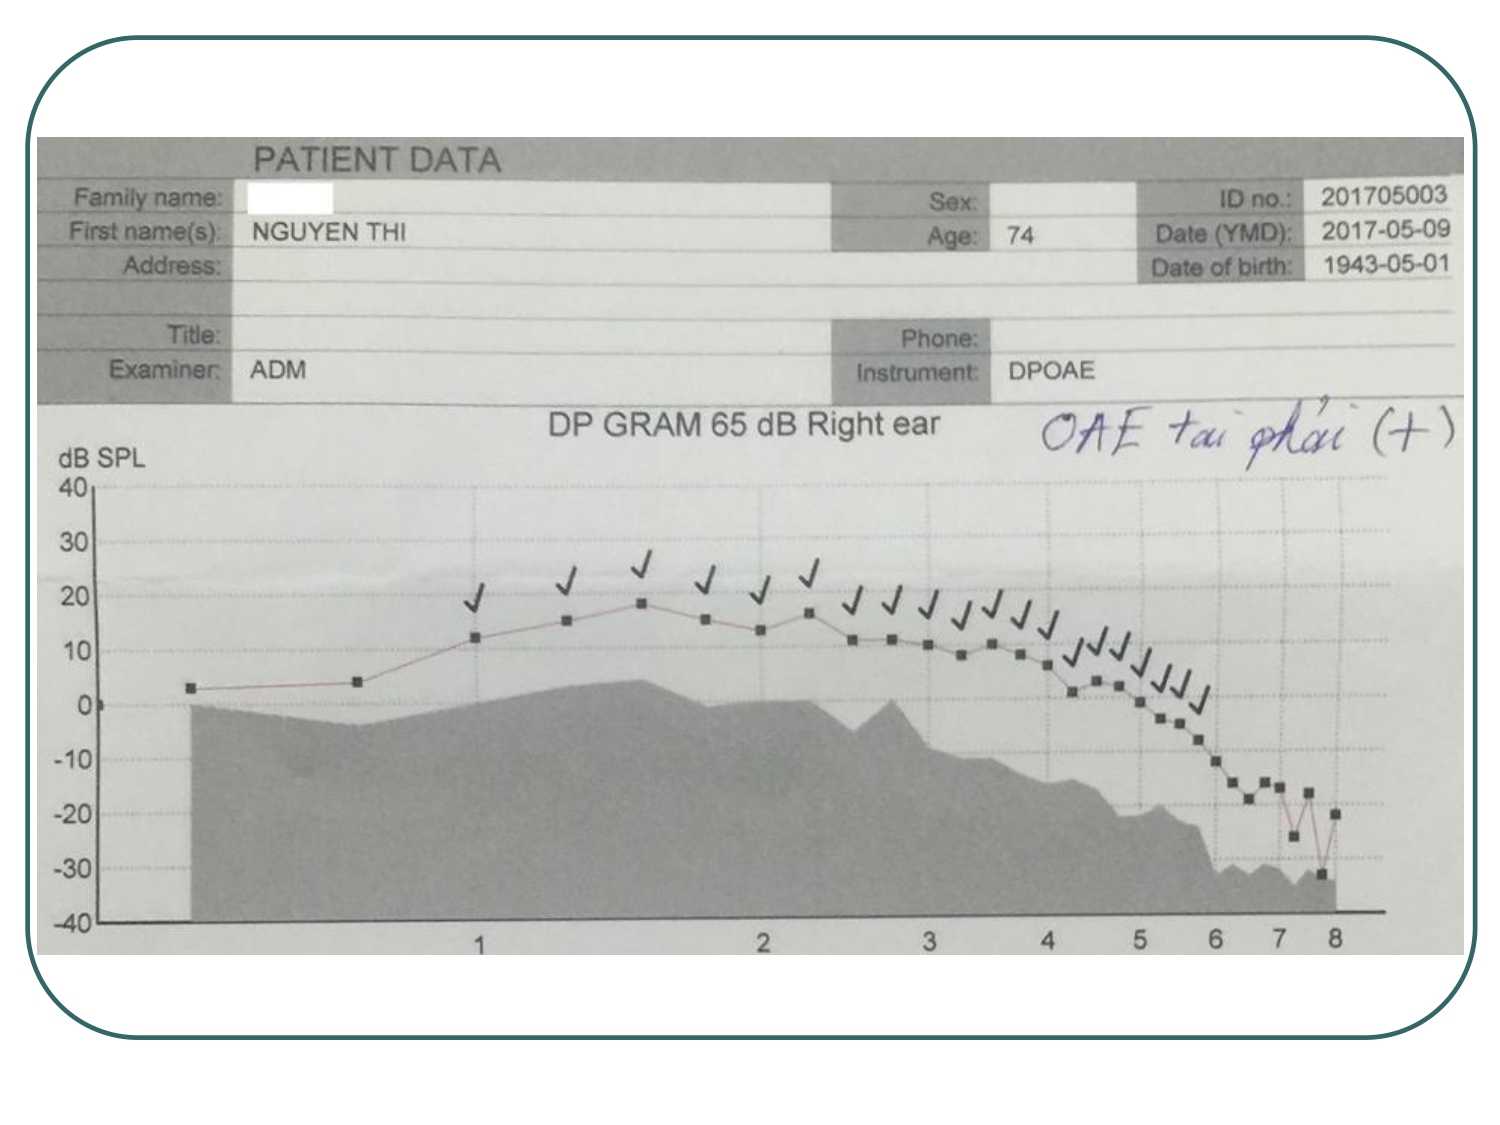 PATIENT DATA
Family name:
Sex:
ID no.: 201705003
First name(s): NGUYEN THI
Age: 74
Date (YMD): 2017-05-09
Address:
Date of birth: 1943-05-01
Title:
Phone:
Examiner: ADM
Instrument: DPOAE
DP GRAM 65 dB Right ear
OAE tai phải (+)
dB SPL
40
30
20
10
0
-10
-20
-30
-40
1 2 3 4 5 6 7 8